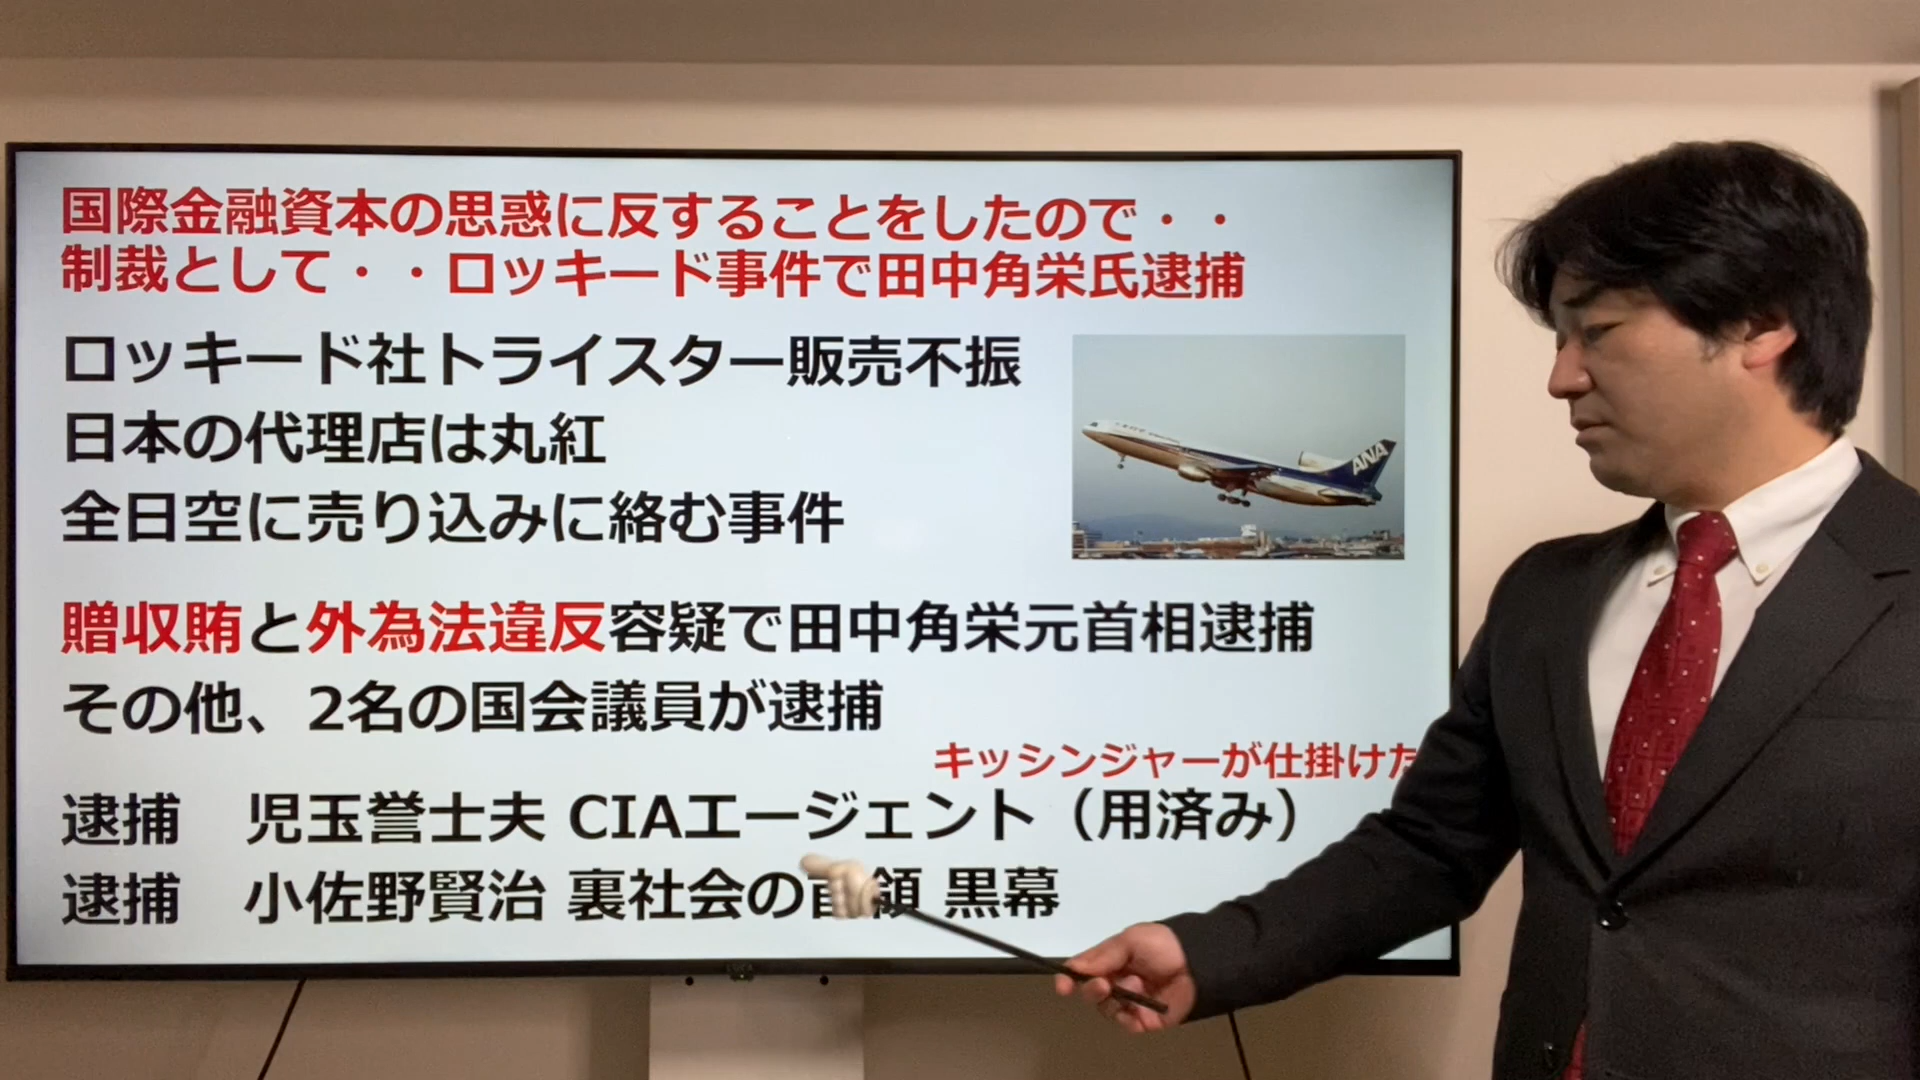 国際金融資本の思惑に反することをしたので・・
制裁として・・ロッキード事件で田中角栄氏逮捕
ロッキード社トライスター販売不振
日本の代理店は丸紅
全日空に売り込みに絡む事件
ANA
贈収賄と外為法違反容疑で田中角栄元首相逮捕
その他、2名の国会議員が逮捕
キッシンジャーが仕掛けた
逮捕 児玉誉士夫 CIAエージェント（用済み）
逮捕 小佐野賢治 裏社会の首領 黒幕